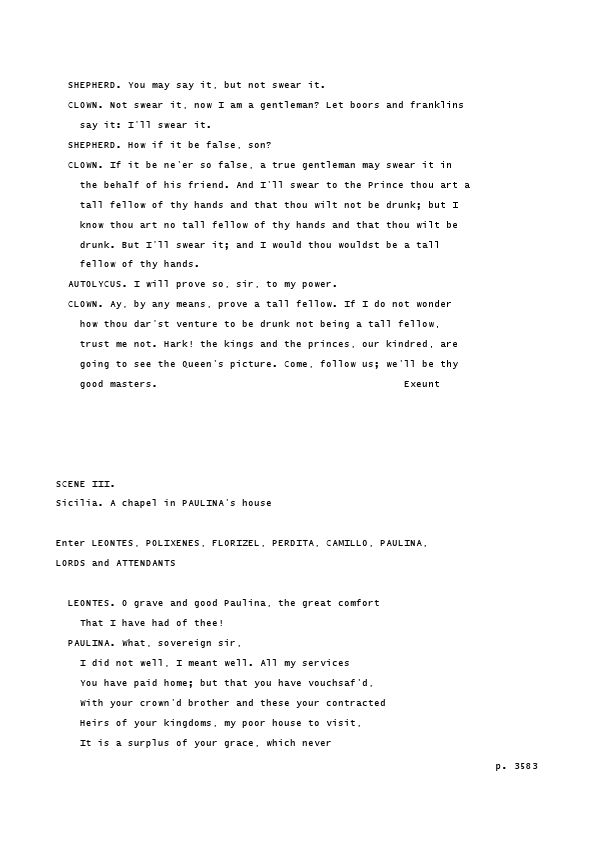 SHEPHERD. You may say it, but not swear it.
CLOWN. Not swear it, now I am a gentleman? Let boors and franklins
say it: I'll swear it.
SHEPHERD. How if it be false, son?
CLOWN. If it be ne'er so false, a true gentleman may swear it in
the behalf of his friend. And I'll swear to the Prince thou art a
tall fellow of thy hands and that thou wilt not be drunk; but I
know thou art no tall fellow of thy hands and that thou wilt be
drunk. But I'll swear it; and I would thou wouldst be a tall
fellow of thy hands.
AUTOLYCUS. I will prove so, sir, to my power.
CLOWN. Ay, by any means, prove a tall fellow. If I do not wonder
how thou dar'st venture to be drunk not being a tall fellow,
trust me not. Hark! the kings and the princes, our kindred, are
going to see the Queen's picture. Come, follow us; we'll be thy
good masters. Exeunt
SCENE III.
Sicilia. A chapel in PAULINA's house
Enter LEONTES, POLIXENES, FLORIZEL, PERDITA, CAMILLO, PAULINA,
LORDS and ATTENDANTS
LEONTES. O grave and good Paulina, the great comfort
That I have had of thee!
PAULINA. What, sovereign sir,
I did not well, I meant well. All my services
You have paid home; but that you have vouchsaf'd,
With your crown'd brother and these your contracted
Heirs of your kingdoms, my poor house to visit,
It is a surplus of your grace, which never
p. 3583